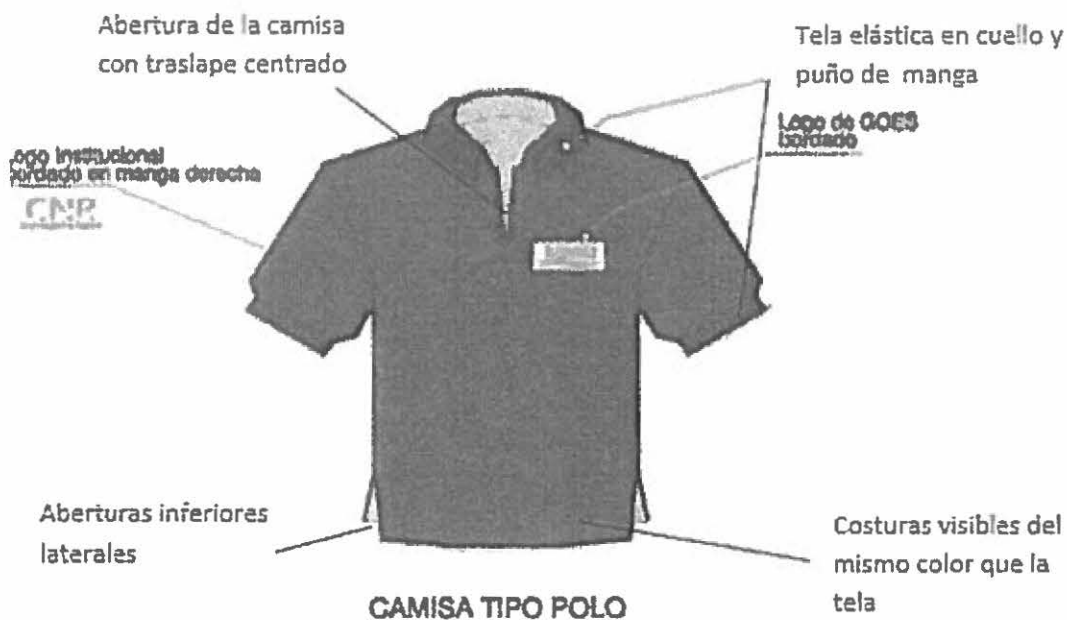 Abertura de la camisa
con traslape centrado
Tela elástica en cuello y
puño de manga
Logo de GOES
bordado
ogo Institucional
bordado en manga derecha
CNR
Aberturas inferiores
laterales
Costuras visibles del
mismo color que la
tela
CAMISA TIPO POLO